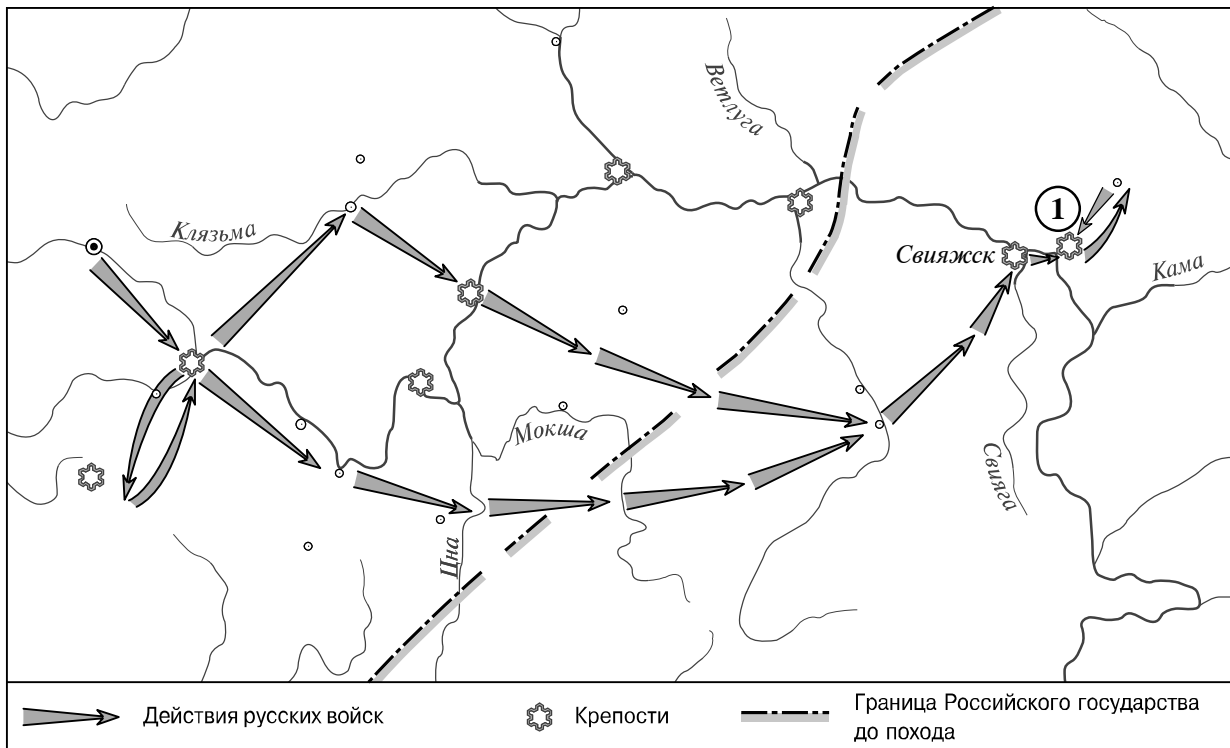 Ветлуга
Клязьма
1
Свияжск
Кама
Мокша
Свияга
Цна
Действия русских войск
Крепости
Граница Российского государства
до похода